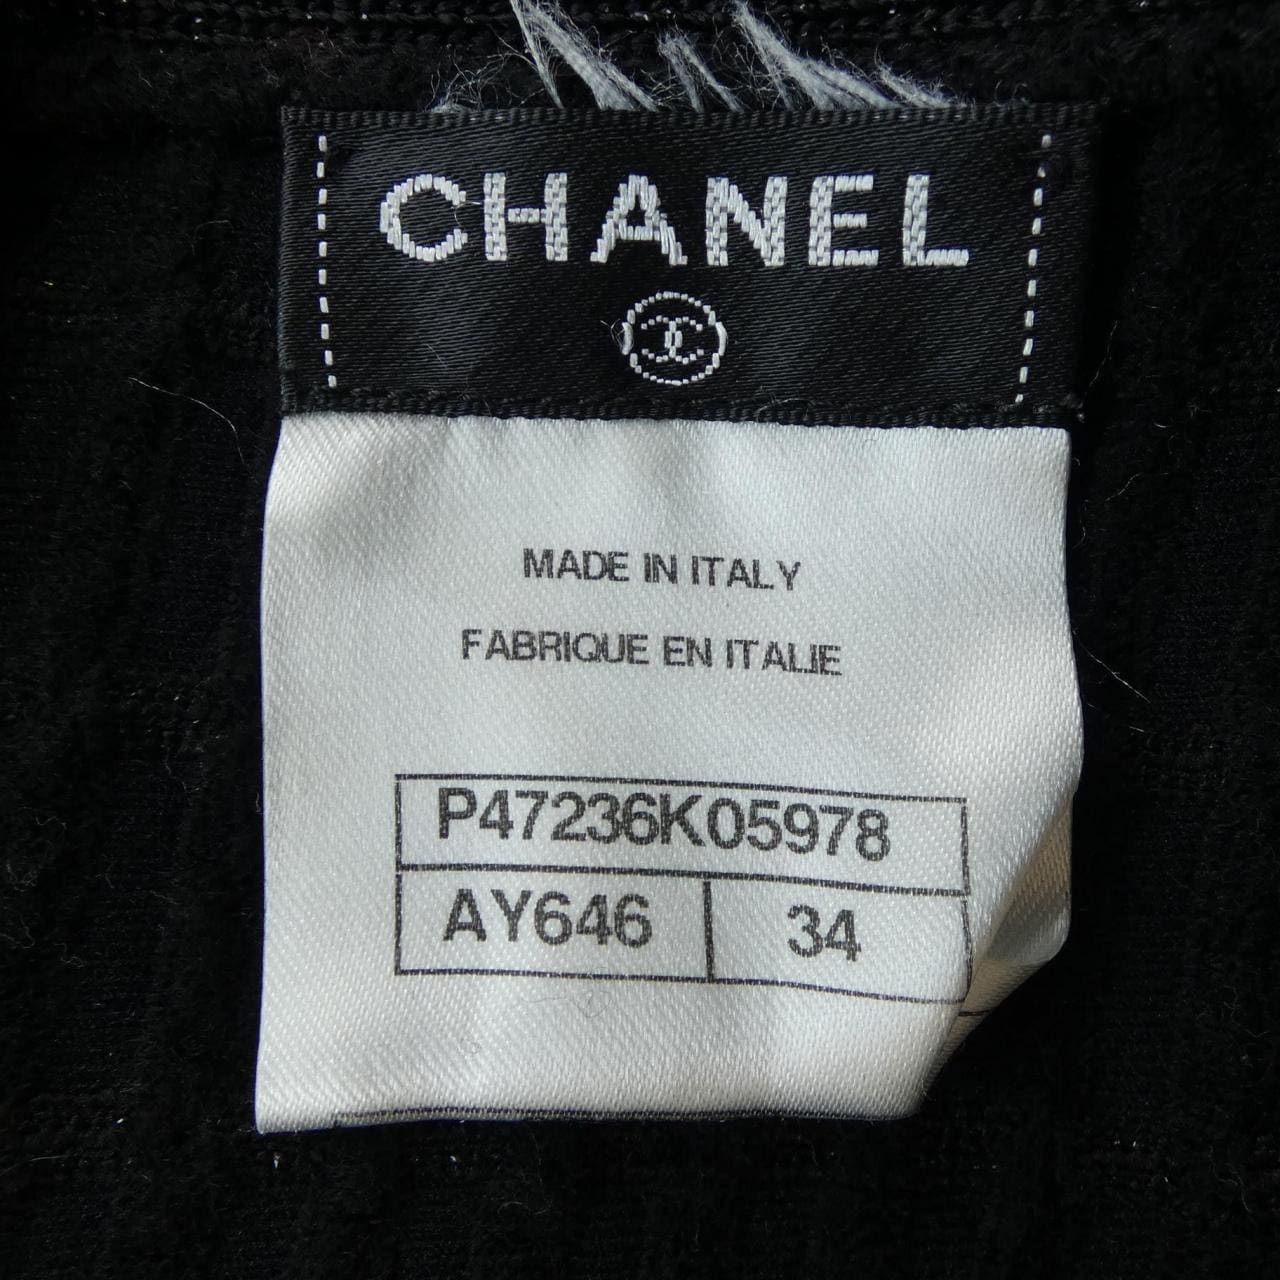 CHANEL
MADE IN ITALY
FABRIQUE EN ITALIE
P47236K05978
AY646 34